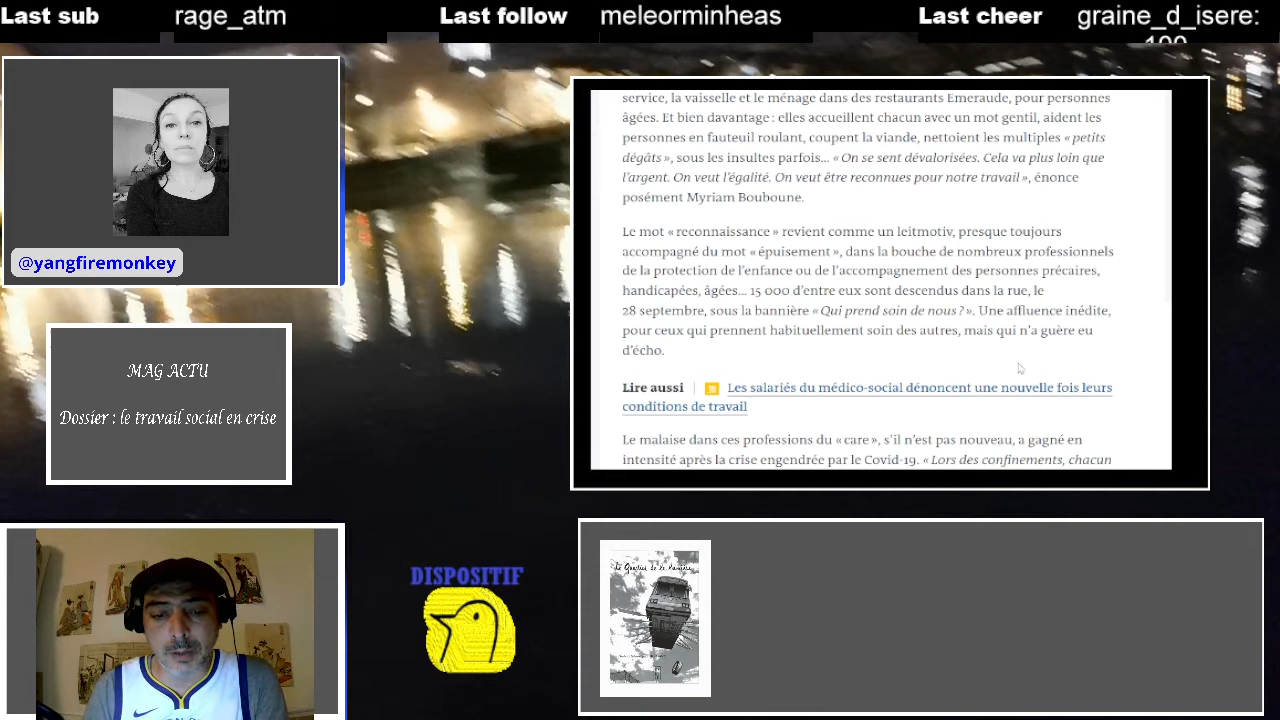 Last sub
rage_atm
Last follow
meleorminheas
Last cheer
graine_d_isere:
100
@yangfiremonkey
MAG ACTU
Dossier : le travail social en crise
service, la vaisselle et le ménage dans des restaurants Emeraude, pour personnes
âgées. Et bien davantage : elles accueillent chacun avec un mot gentil, aident les
personnes en fauteuil roulant, coupent la viande, nettoient les multiples « petits
dégâts », sous les insultes parfois... « On se sent dévalorisées. Cela va plus loin que
l'argent. On veut l'égalité. On veut être reconnues pour notre travail », énonce
posément Myriam Bouboune.
Le mot « reconnaissance » revient comme un leitmotiv, presque toujours
accompagné du mot « épuisement », dans la bouche de nombreux professionnels
de la protection de l'enfance ou de l'accompagnement des personnes précaires,
handicapées, âgées... 15 000 d'entre eux sont descendus dans la rue, le
28 septembre, sous la bannière « Qui prend soin de nous ? ». Une affluence inédite,
pour ceux qui prennent habituellement soin des autres, mais qui n'a guère eu
d'écho.
Lire aussi | Les salariés du médico-social dénoncent une nouvelle fois leurs
conditions de travail
Le malaise dans ces professions du « care », s'il n'est pas nouveau, a gagné en
intensité après la crise engendrée par le Covid-19. « Lors des confinements, chacun
DISPOSITIF
Le Quartier de la